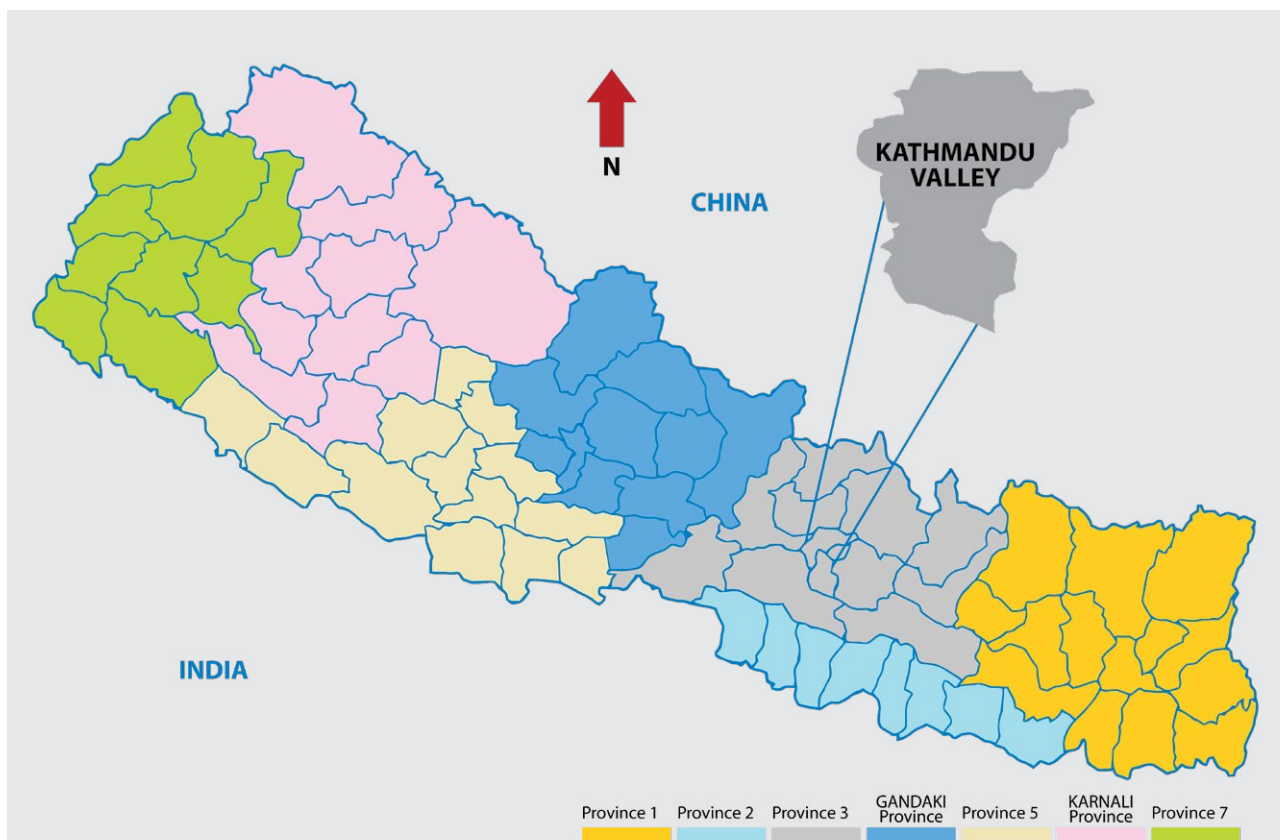 N
KATHMANDU
VALLEY
CHINA
INDIA
Province 1
Province 2
Province 3
GANDAKI
Province
Province 5
KARNALI
Province
Province 7